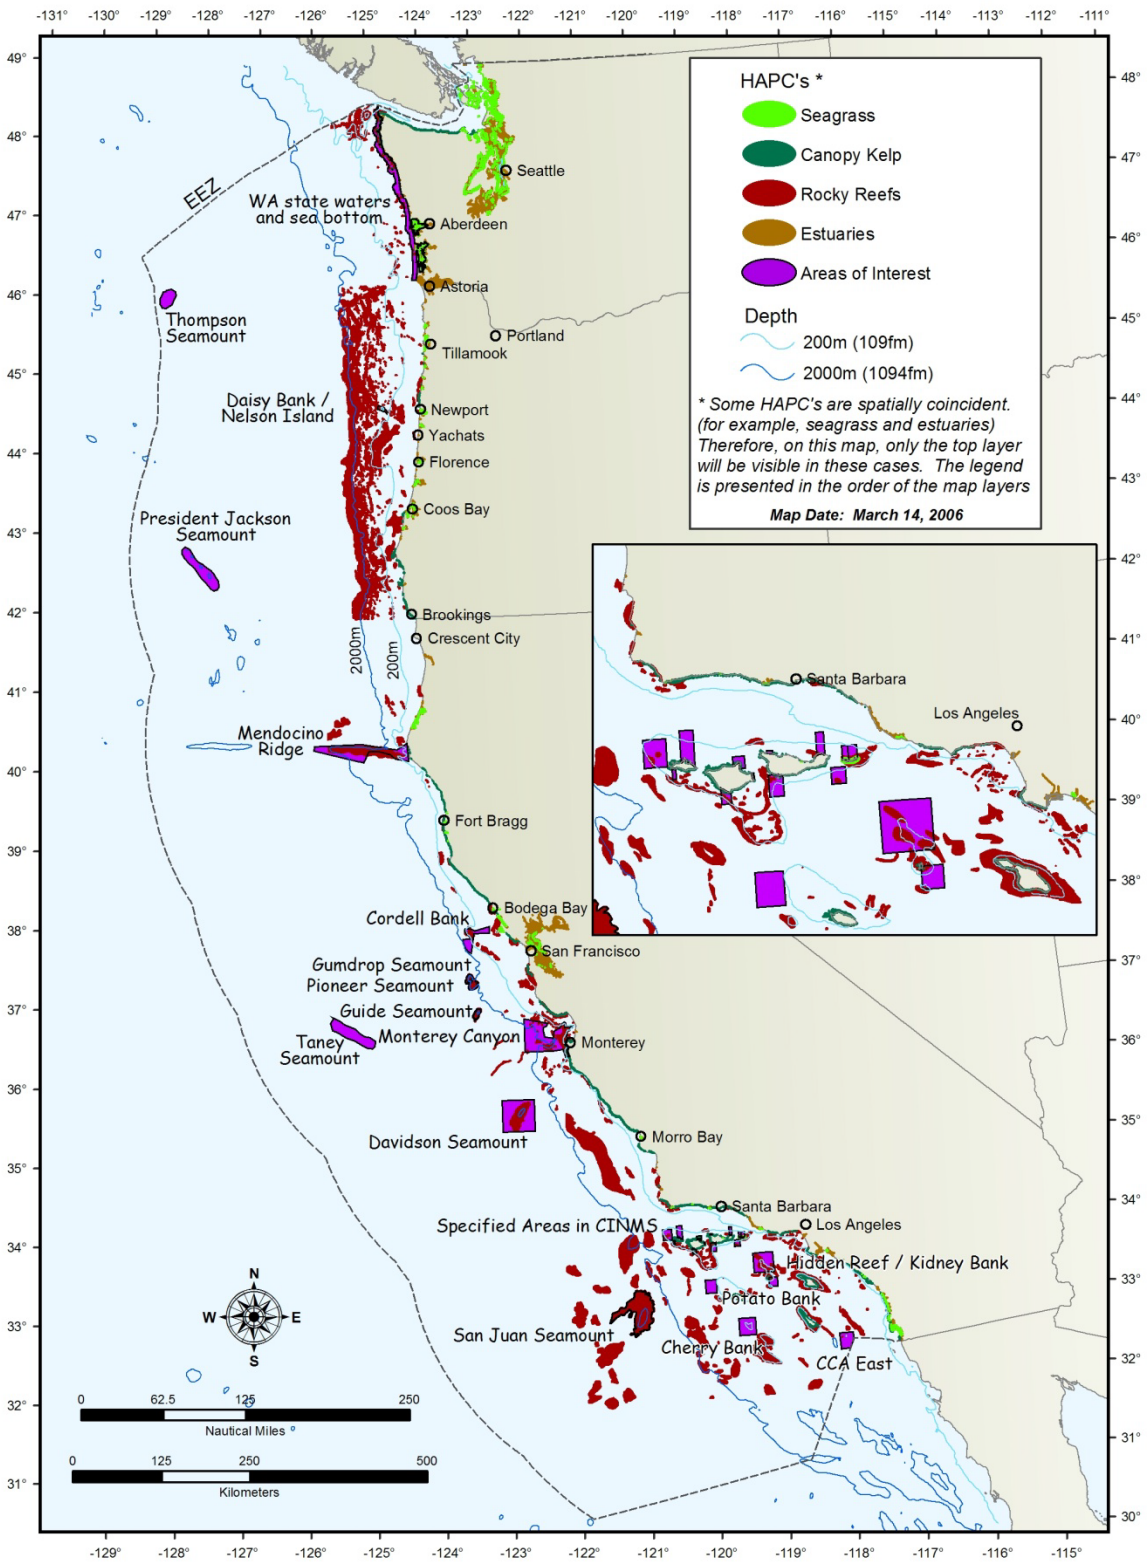 -131° -130° -129° -128° -127° -126° -125° -124° -123° -122° -121° -120° -119° -118° -117° -116° -115° -114° -113° -112° -111°
49°
48°
47°
46°
45°
44°
43°
42°
41°
40°
39°
38°
37°
36°
35°
34°
33°
32°
31°
48°
47°
46°
45°
44°
43°
42°
41°
40°
39°
38°
37°
36°
35°
34°
33°
32°
31°
30°
HAPC's *
Seagrass
Canopy Kelp
Rocky Reefs
Estuaries
Areas of Interest
Depth
200m (109fm)
2000m (1094fm)
* Some HAPC's are spatially coincident.
(for example, seagrass and estuaries)
Therefore, on this map, only the top layer
will be visible in these cases. The legend
is presented in the order of the map layers
Map Date: March 14, 2006
EEZ
Seattle
WA state waters
and sea bottom
Aberdeen
Astoria
Thompson
Seamount
Portland
Tillamook
Daisy Bank /
Nelson Island
Newport
Yachats
Florence
Coos Bay
President Jackson
Seamount
Brookings
Crescent City
2000m
200m
Mendocino
Ridge
Fort Bragg
Bodega Bay
Cordell Bank
San Francisco
Gumdrop Seamount
Pioneer Seamount
Guide Seamount
Taney
Seamount
Monterey Canyon
Monterey
Davidson Seamount
Morro Bay
Santa Barbara
Los Angeles
Specified Areas in CINMS
Hidden Reef / Kidney Bank
Potato Bank
San Juan Seamount
Cherry Bank
CCA East
Santa Barbara
Los Angeles
N
W E
S
0 62.5 125 250
Nautical Miles
0 125 250 500
Kilometers
-129° -128° -127° -126° -125° -124° -123° -122° -121° -120° -119° -118° -117° -116° -115°